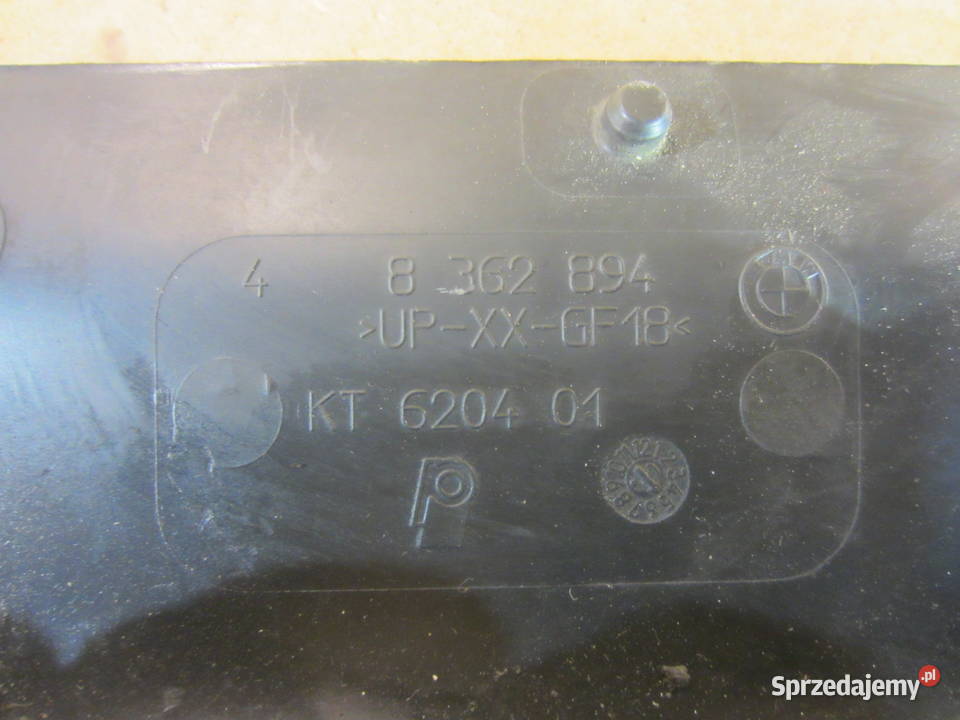 4 8 362 894
>UP-XX-GF18<
KT 6204 01
Sprzedajemy.pl